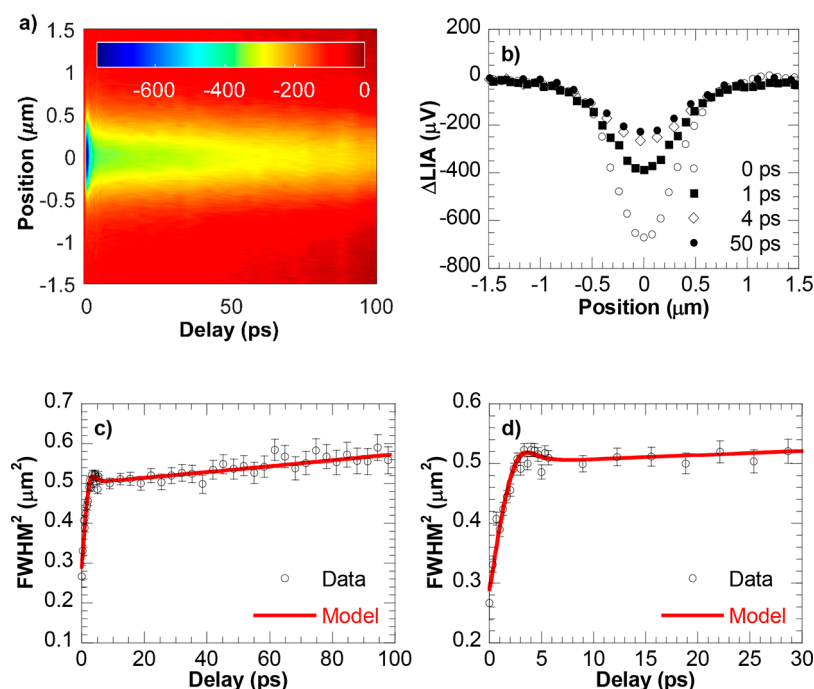 a)
1.5
1
0.5
0
-0.5
-1
-1.5
Position (μm)
-600 -400 -200 0
0 50 100
Delay (ps)
b)
200
0
-200
-400
-600
-800
ΔLIA (μV)
0 ps
1 ps
4 ps
50 ps
-1.5 -1 -0.5 0 0.5 1 1.5
Position (μm)
c)
0.7
0.6
0.5
0.4
0.3
0.2
0.1
FWHM² (μm²)
Data
Model
0 20 40 60 80 100
Delay (ps)
d)
0.6
0.5
0.4
0.3
0.2
FWHM² (μm²)
Data
Model
0 5 10 15 20 25 30
Delay (ps)